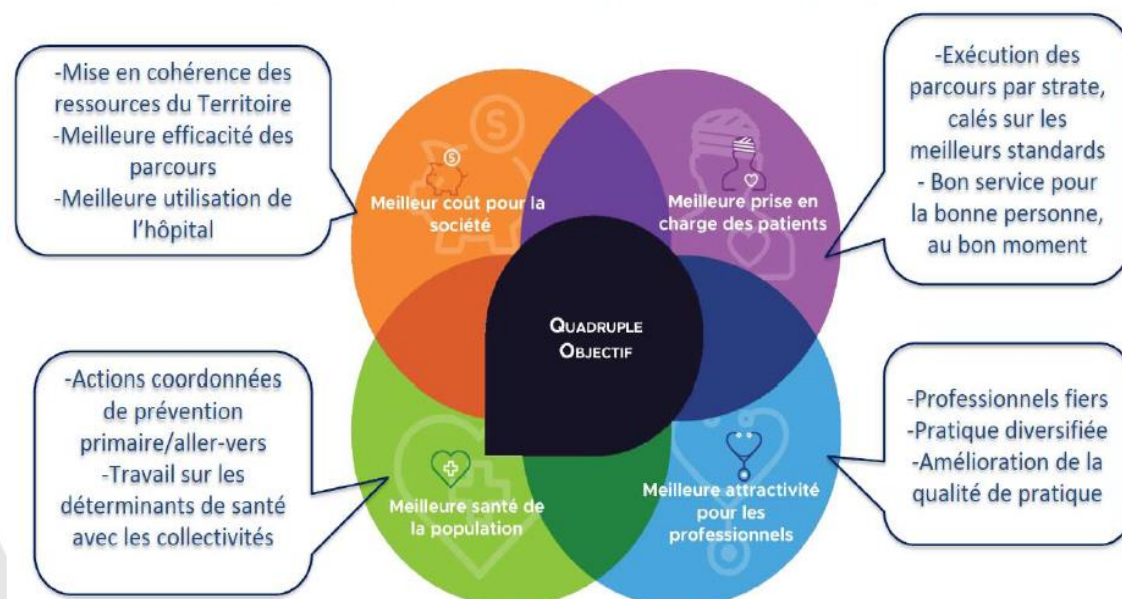 -Mise en cohérence des
ressources du Territoire
-Meilleure efficacité des
parcours
-Meilleure utilisation de
l'hôpital
-Exécution des
parcours par strate,
calés sur les
meilleurs standards
- Bon service pour
la bonne personne,
au bon moment
Meilleur coût pour la
société
Meilleure prise en
charge des patients
QUADRUPLE
OBJECTIF
-Actions coordonnées
de prévention
primaire/aller-vers
-Travail sur les
déterminants de santé
avec les collectivités
Meilleure santé de
la population
Meilleure attractivité
pour les
professionnels
-Professionnels fiers
-Pratique diversifiée
-Amélioration de la
qualité de pratique